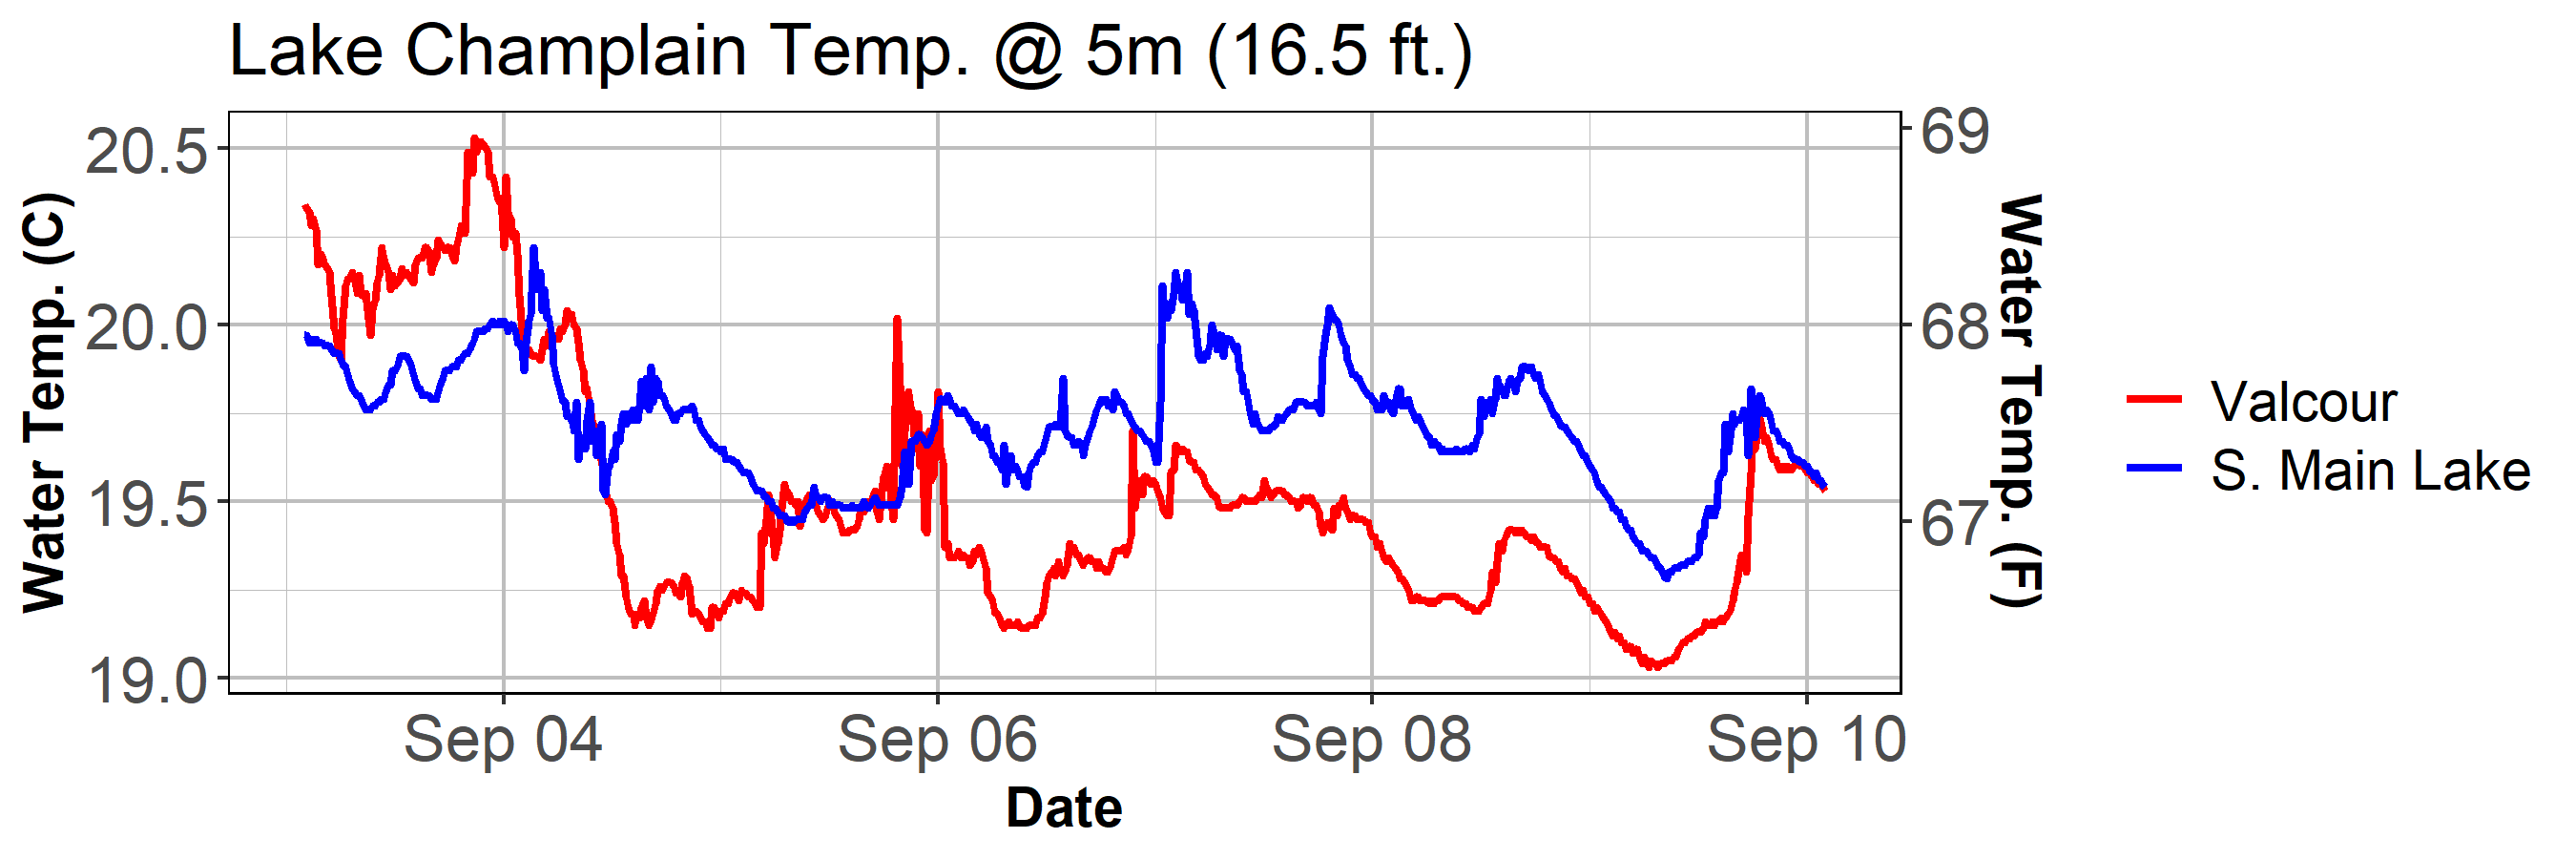 Lake Champlain Temp. @ 5m (16.5 ft.)
Water Temp. (C)
20.5
20.0
19.5
19.0
69
68
67
Water Temp. (F)
Sep 04
Sep 06
Sep 08
Sep 10
Date
Valcour
S. Main Lake